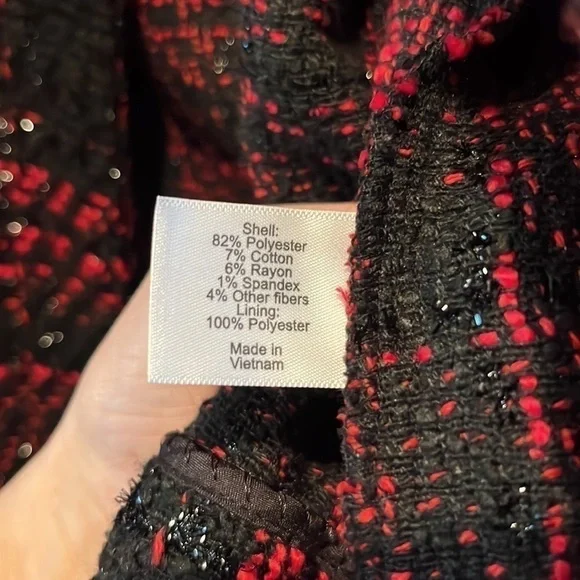 Shell:
82% Polyester
7% Cotton
6% Rayon
1% Spandex
4% Other fibers
Lining:
100% Polyester
Made in
Vietnam